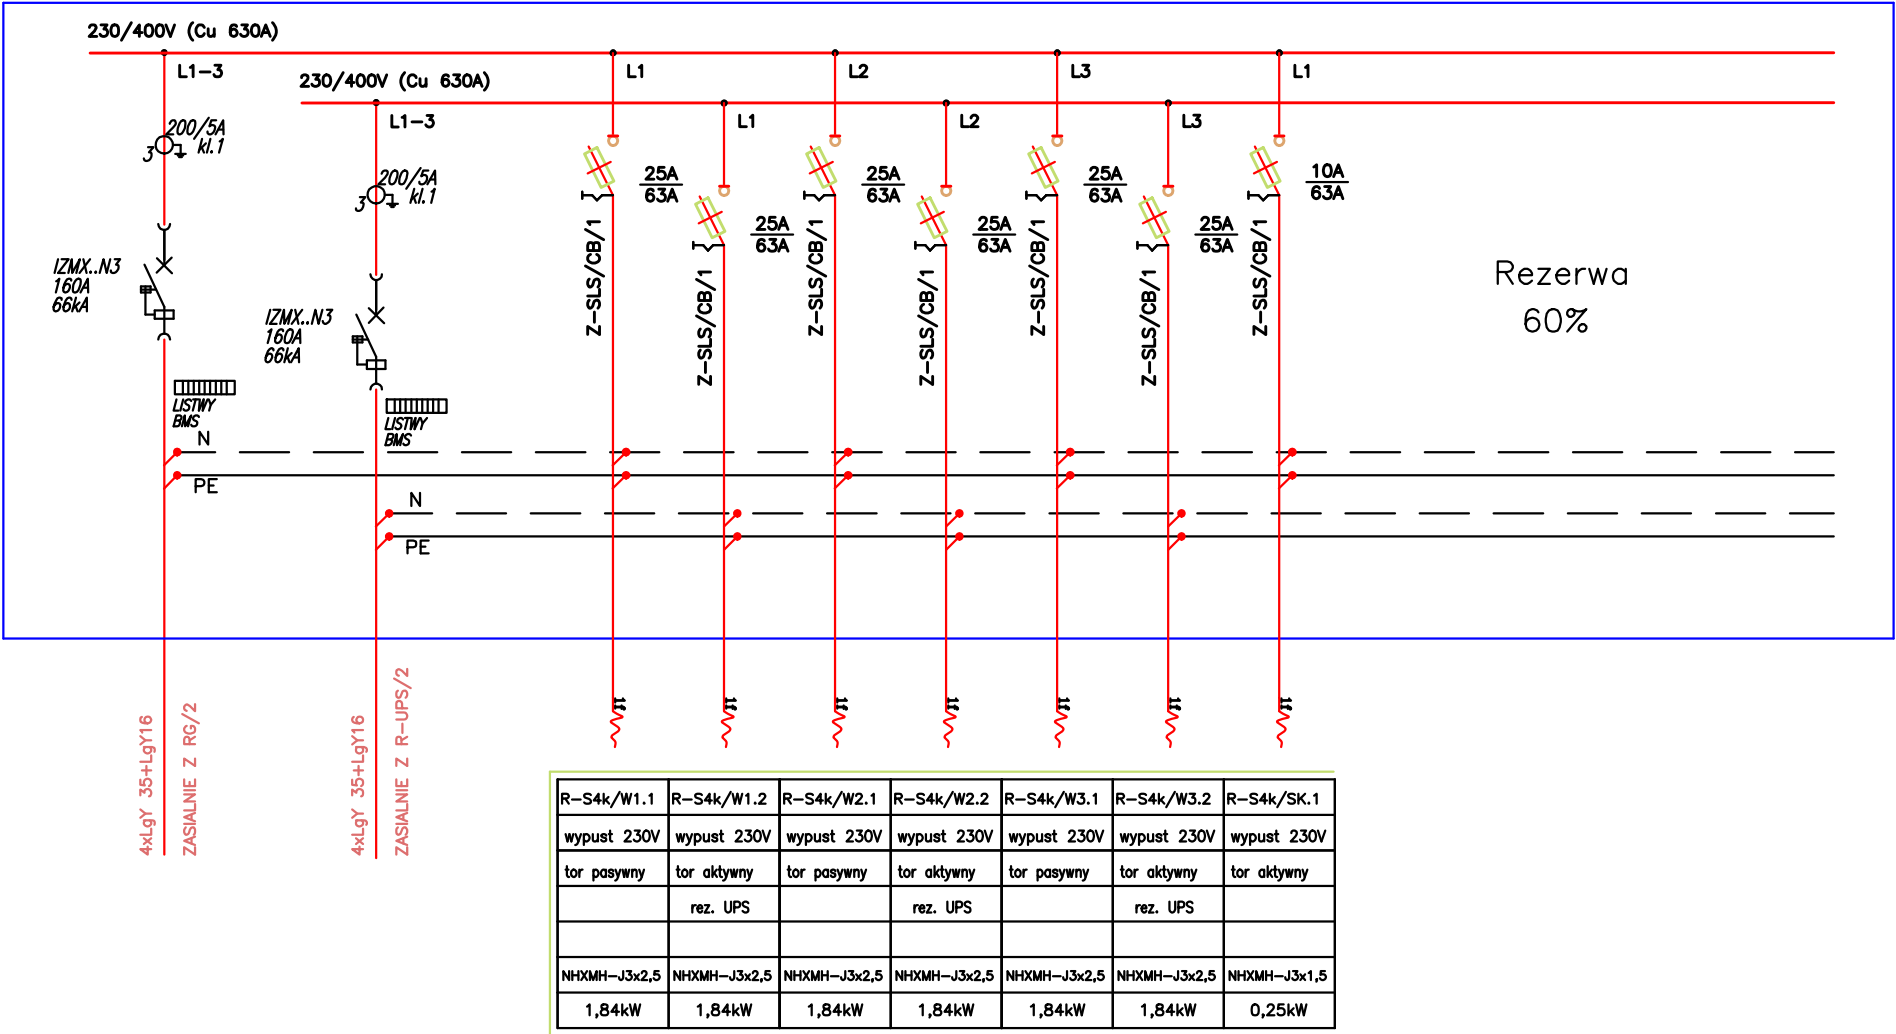 230/400V (Cu 630A)
L1-3
L1
L2
L3
L1
230/400V (Cu 630A)
L1-3
L1
L2
L3
200/5A
kl.1
3
200/5A
kl.1
3
25A
63A
25A
63A
25A
63A
10A
63A
25A
63A
25A
63A
25A
63A
Z-SLS/CB/1
Z-SLS/CB/1
Z-SLS/CB/1
Z-SLS/CB/1
Z-SLS/CB/1
Z-SLS/CB/1
Z-SLS/CB/1
IZMX..N3
160A
66kA
IZMX..N3
160A
66kA
Rezerwa
60%
LISTWY
BMS
LISTWY
BMS
N
PE
N
PE
4xLgY 35+LgY16
ZASIALNIE Z RG/2
4xLgY 35+LgY16
ZASIALNIE Z R-UPS/2
R-S4k/W1.1 R-S4k/W1.2 R-S4k/W2.1 R-S4k/W2.2 R-S4k/W3.1 R-S4k/W3.2 R-S4k/SK.1
wypust 230V wypust 230V wypust 230V wypust 230V wypust 230V wypust 230V wypust 230V
tor pasywny tor aktywny tor pasywny tor aktywny tor pasywny tor aktywny tor aktywny
rez. UPS rez. UPS rez. UPS
NHXMH-J3x2,5 NHXMH-J3x2,5 NHXMH-J3x2,5 NHXMH-J3x2,5 NHXMH-J3x2,5 NHXMH-J3x2,5 NHXMH-J3x1,5
1,84kW 1,84kW 1,84kW 1,84kW 1,84kW 1,84kW 0,25kW